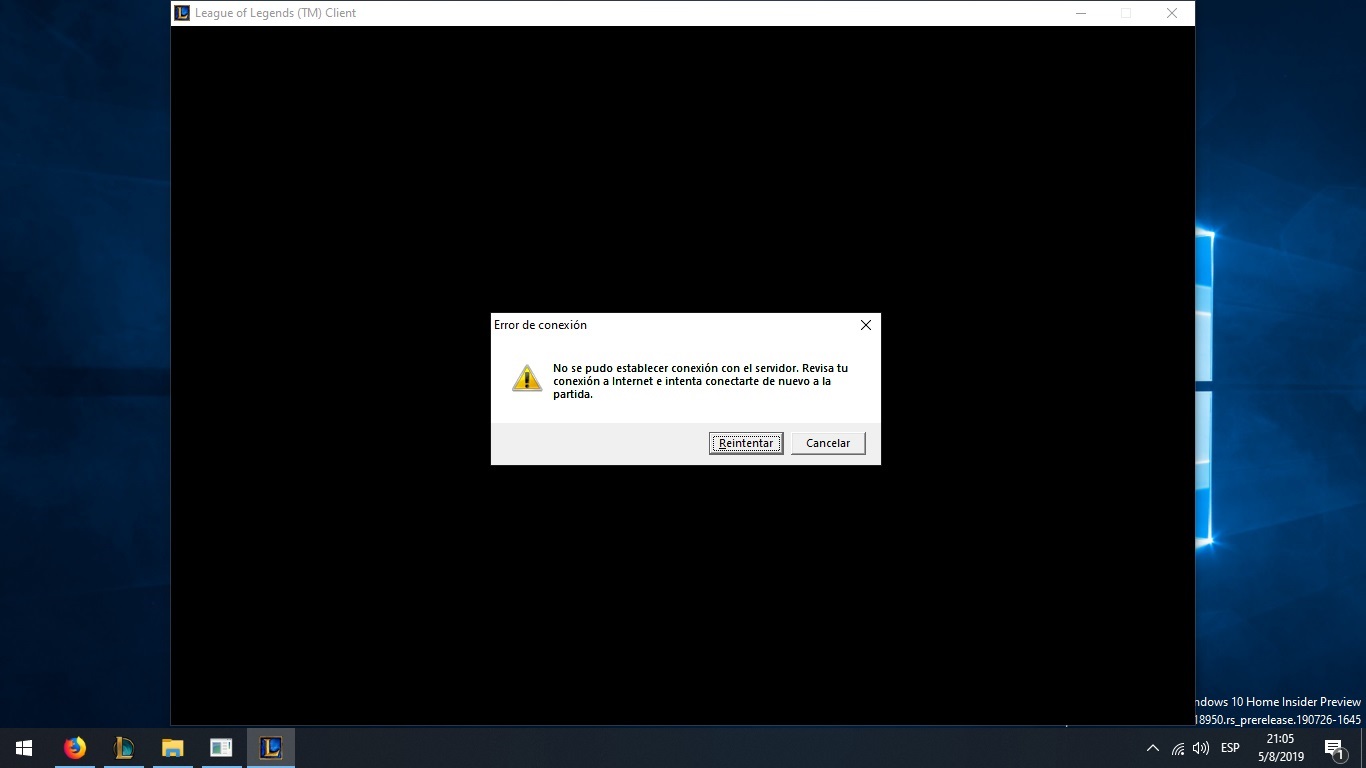 League of Legends (TM) Client
Error de conexión
No se pudo establecer conexión con el servidor. Revisa tu
conexión a Internet e intenta conectarte de nuevo a la
partida.
Reintentar
Cancelar
ndows 10 Home Insider Preview
18950.rs_prerelease.190726-1645
ESP
21:05
5/8/2019
1